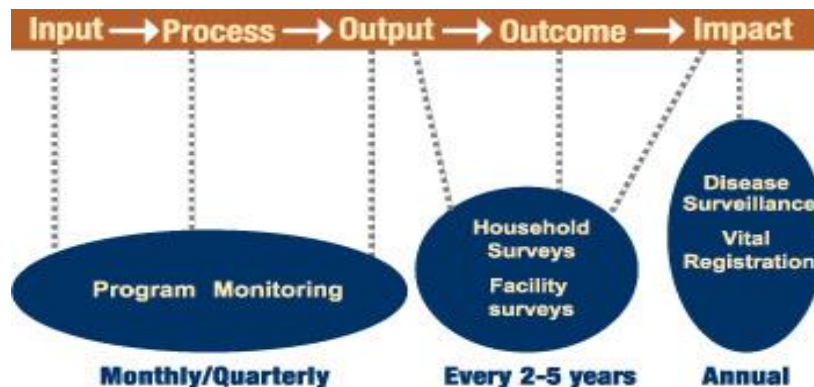 Input Process Output Outcome Impact
Program Monitoring
Household
Surveys
Facility
surveys
Disease
Surveillance
Vital
Registration
Monthly/Quarterly Every 2-5 years Annual